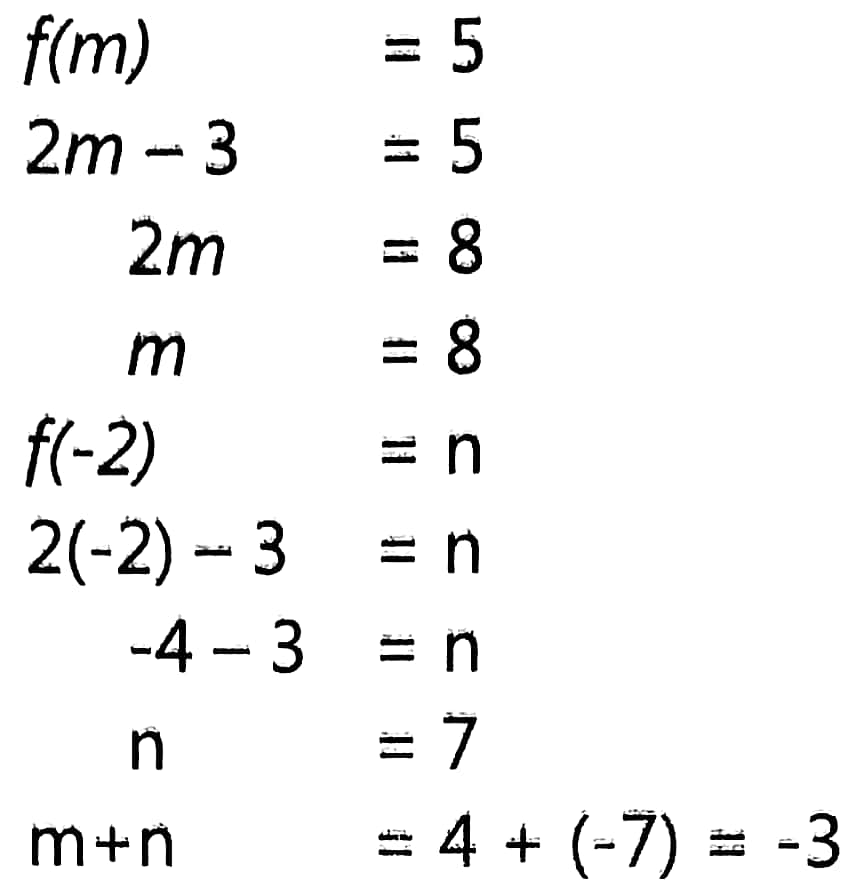 f(m) = 5
2m – 3 = 5
2m = 8
m = 8
f(-2) = n
2(-2) – 3 = n
-4 – 3 = n
n = 7
m+n = 4 + (-7) = -3